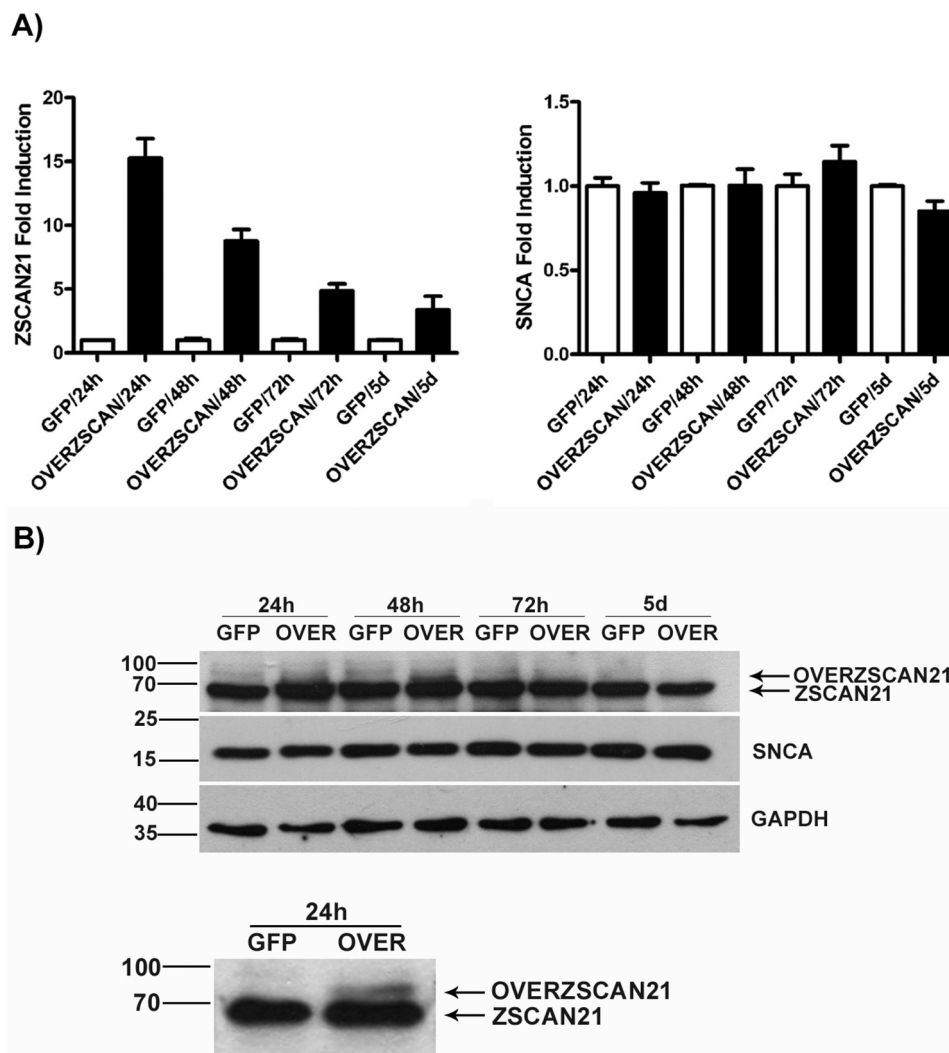 A)
ZSCAN21 Fold Induction
20
15
10
5
0
GFP/24h
OVERZSCAN/24h
GFP/48h
OVERZSCAN/48h
GFP/72h
OVERZSCAN/72h
GFP/5d
OVERZSCAN/5d
SNCA Fold Induction
1.5
1.0
0.5
0.0
GFP/24h
OVERZSCAN/24h
GFP/48h
OVERZSCAN/48h
GFP/72h
OVERZSCAN/72h
GFP/5d
OVERZSCAN/5d
B)
24h 48h 72h 5d
GFP OVER GFP OVER GFP OVER GFP OVER
100
70
OVERZSCAN21
ZSCAN21
25
15
SNCA
40
35
GAPDH
24h
GFP OVER
100
70
OVERZSCAN21
ZSCAN21